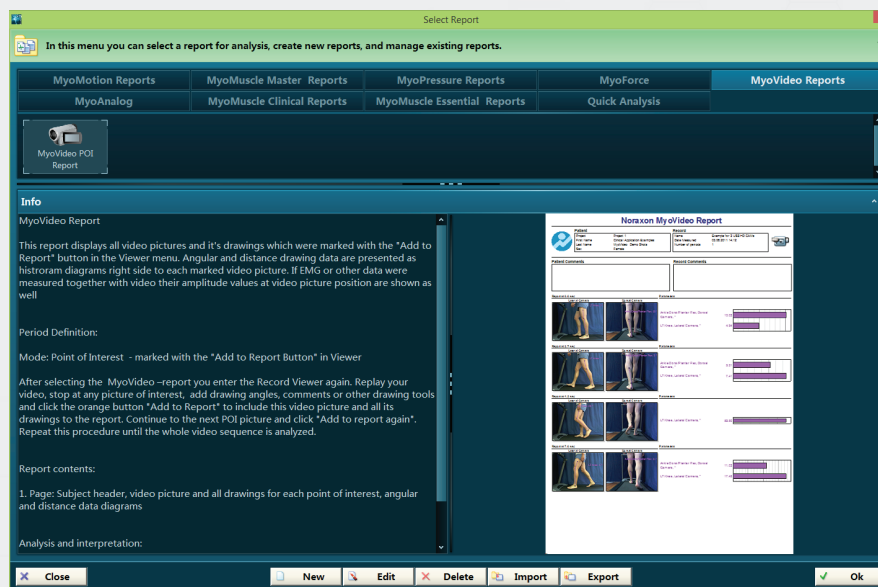 Select Report
In this menu you can select a report for analysis, create new reports, and manage existing reports.
MyoMotion Reports
MyoMuscle Master Reports
MyoPressure Reports
MyoForce
MyoVideo Reports
MyoAnalog
MyoMuscle Clinical Reports
MyoMuscle Essential Reports
Quick Analysis
MyoVideo POI
Report
Info
MyoVideo Report
This report displays all video pictures and it's drawings which were marked with the "Add to
Report" button in the Viewer menu. Angular and distance drawing data are presented as
histroram diagrams right side to each marked video picture. If EMG or other data were
measured together with video their amplitude values at video picture position are shown as
well
Period Definition:
Mode: Point of Interest - marked with the "Add to Report Button" in Viewer
After selecting the MyoVideo –report you enter the Record Viewer again. Replay your
video, stop at any picture of interest, add drawing angles, comments or other drawing tools
and click the orange button "Add to Report" to include this video picture and all its
drawings to the report. Continue to the next POI picture and click "Add to report again".
Repeat this procedure until the whole video sequence is analyzed.
Report contents:
1. Page: Subject header, video picture and all drawings for each point of interest, angular
and distance data diagrams
Analysis and interpretation:
Noraxon MyoVideo Report
Patient
Record
Patient Comments
Record Comments
Close
New
Edit
Delete
Import
Export
Ok